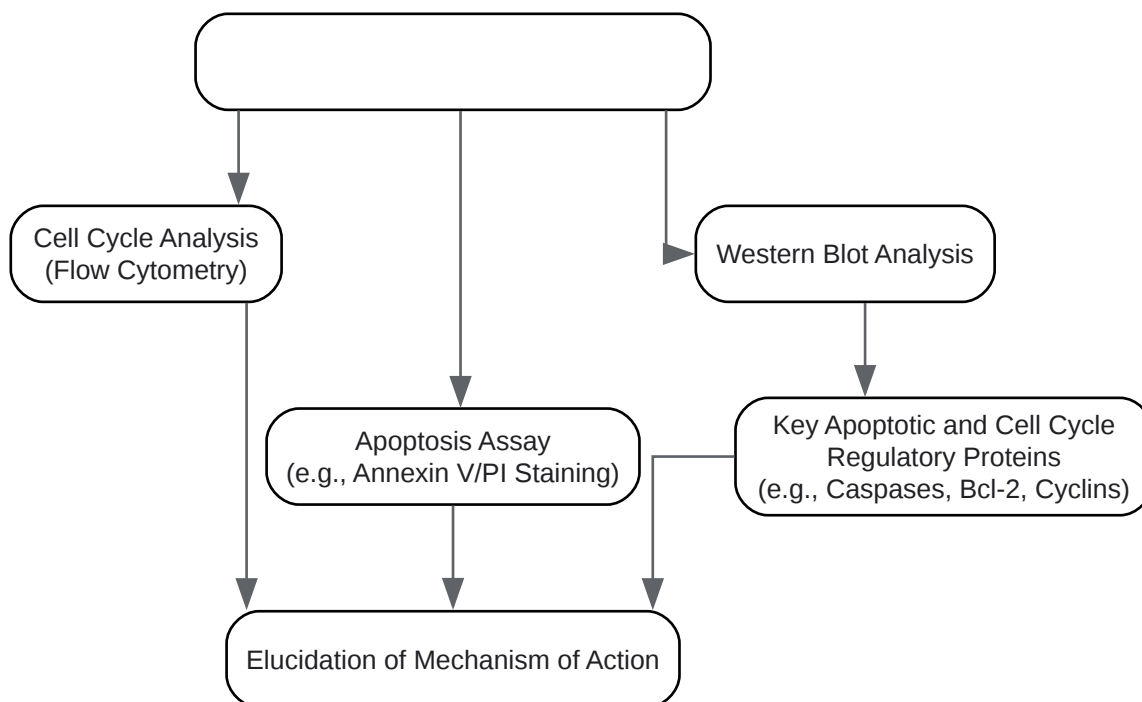 Cell Cycle Analysis
(Flow Cytometry)
Western Blot Analysis
Apoptosis Assay
(e.g., Annexin V/PI Staining)
Key Apoptotic and Cell Cycle
Regulatory Proteins
(e.g., Caspases, Bcl-2, Cyclins)
Elucidation of Mechanism of Action